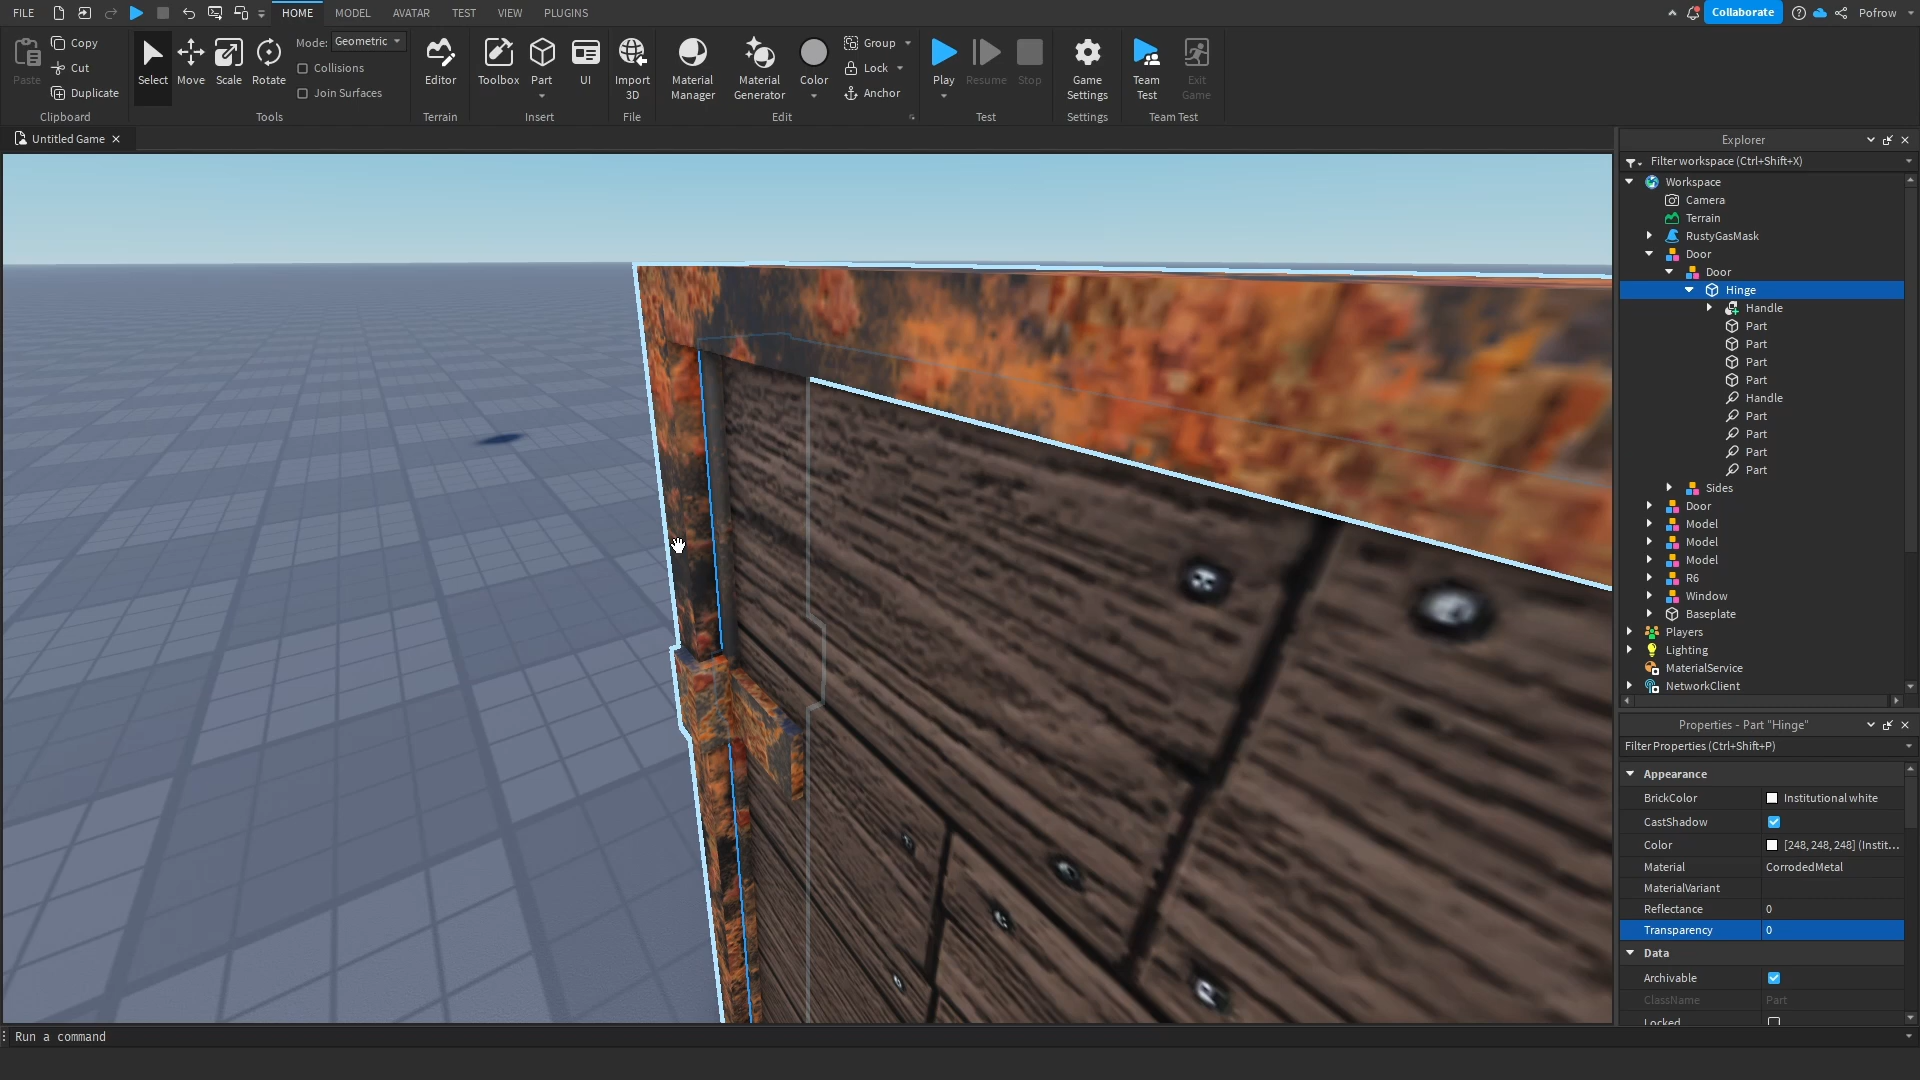 FILE
HOME
MODEL
AVATAR
TEST
VIEW
PLUGINS
Collaborate
Pofrow
Paste
Copy
Cut
Duplicate
Clipboard
Select
Move
Scale
Rotate
Mode: Geometric
Collisions
Join Surfaces
Tools
Editor
Terrain
Toolbox
Part
UI
Insert
Import
3D
File
Material
Manager
Material
Generator
Color
Group
Lock
Anchor
Edit
Play
Resume
Stop
Test
Game
Settings
Settings
Team
Test
Exit
Game
Team Test
Untitled Game
Explorer
Filter workspace (Ctrl+Shift+X)
Workspace
Camera
Terrain
RustyGasMask
Door
Door
Hinge
Handle
Part
Part
Part
Part
Handle
Part
Part
Part
Part
Sides
Door
Model
Model
Model
R6
Window
Baseplate
Players
Lighting
MaterialService
NetworkClient
Properties - Part "Hinge"
Filter Properties (Ctrl+Shift+P)
Appearance
BrickColor Institutional white
CastShadow
Color [248, 248, 248] (Instit...
Material CorrodedMetal
MaterialVariant
Reflectance 0
Transparency 0
Data
Archivable
ClassName Part
Locked
Run a command